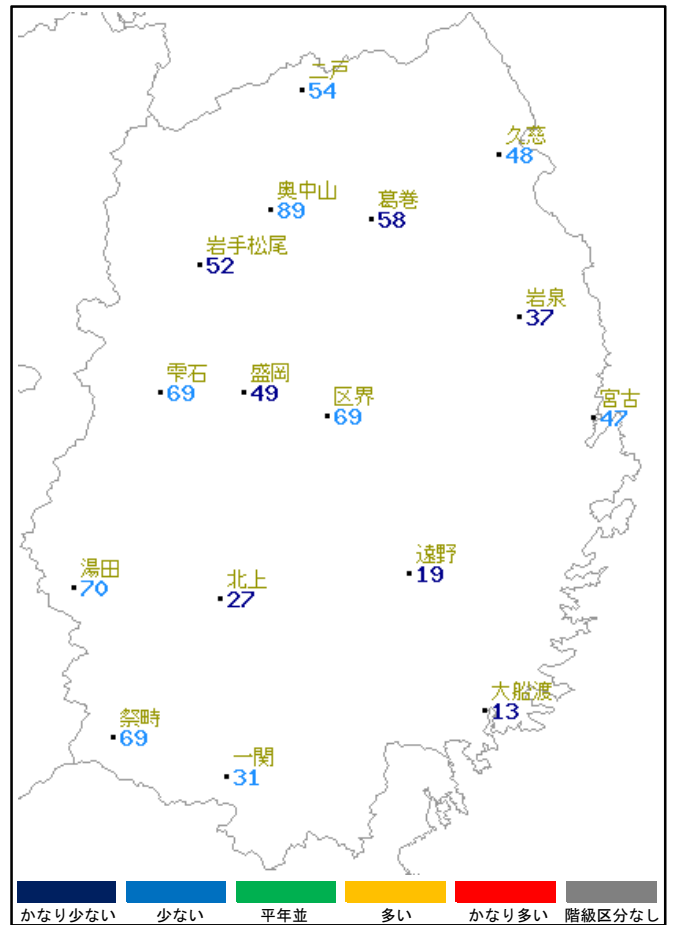 二戸
54
久慈
48
奥中山
89
葛巻
58
岩手松尾
52
岩泉
37
雫石
69
盛岡
49
区界
69
宮古
47
湯田
70
北上
27
遠野
19
大船渡
13
祭畤
69
一関
31
かなり少ない
少ない
平年並
多い
かなり多い
階級区分なし